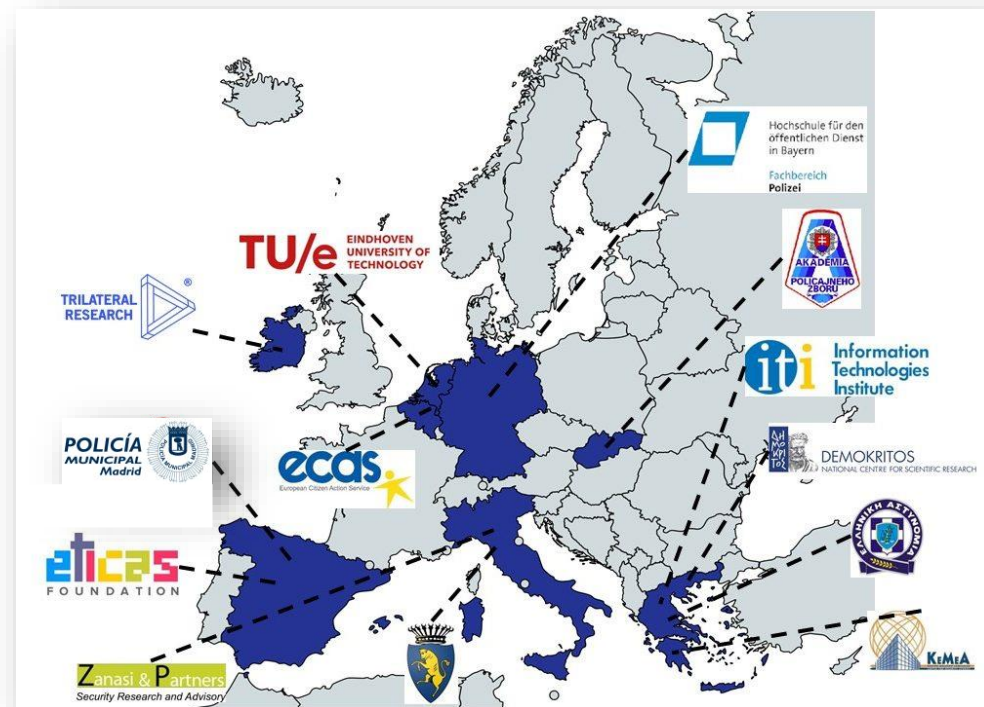 Hochschule für den
öffentlichen Dienst
in Bayern
Fachbereich
Polizei
TU/e EINDHOVEN
UNIVERSITY OF
TECHNOLOGY
AKADÉMIA
POLICAJNÉHO
ZBORU
TRILATERAL
RESEARCH
®
iti Information
Technologies
Institute
POLICÍA
MUNICIPAL
Madrid
ecas
European Citizen Action Service
ΔΗΜΟΚΡΙΤΟΣ
DEMOKRITOS
NATIONAL CENTRE FOR SCIENTIFIC RESEARCH
ΕΛΛΗΝΙΚΗ ΑΣΤΥΝΟΜΙΑ
eticas
FOUNDATION
KEMEA
Zanasi & Partners
Security Research and Advisory